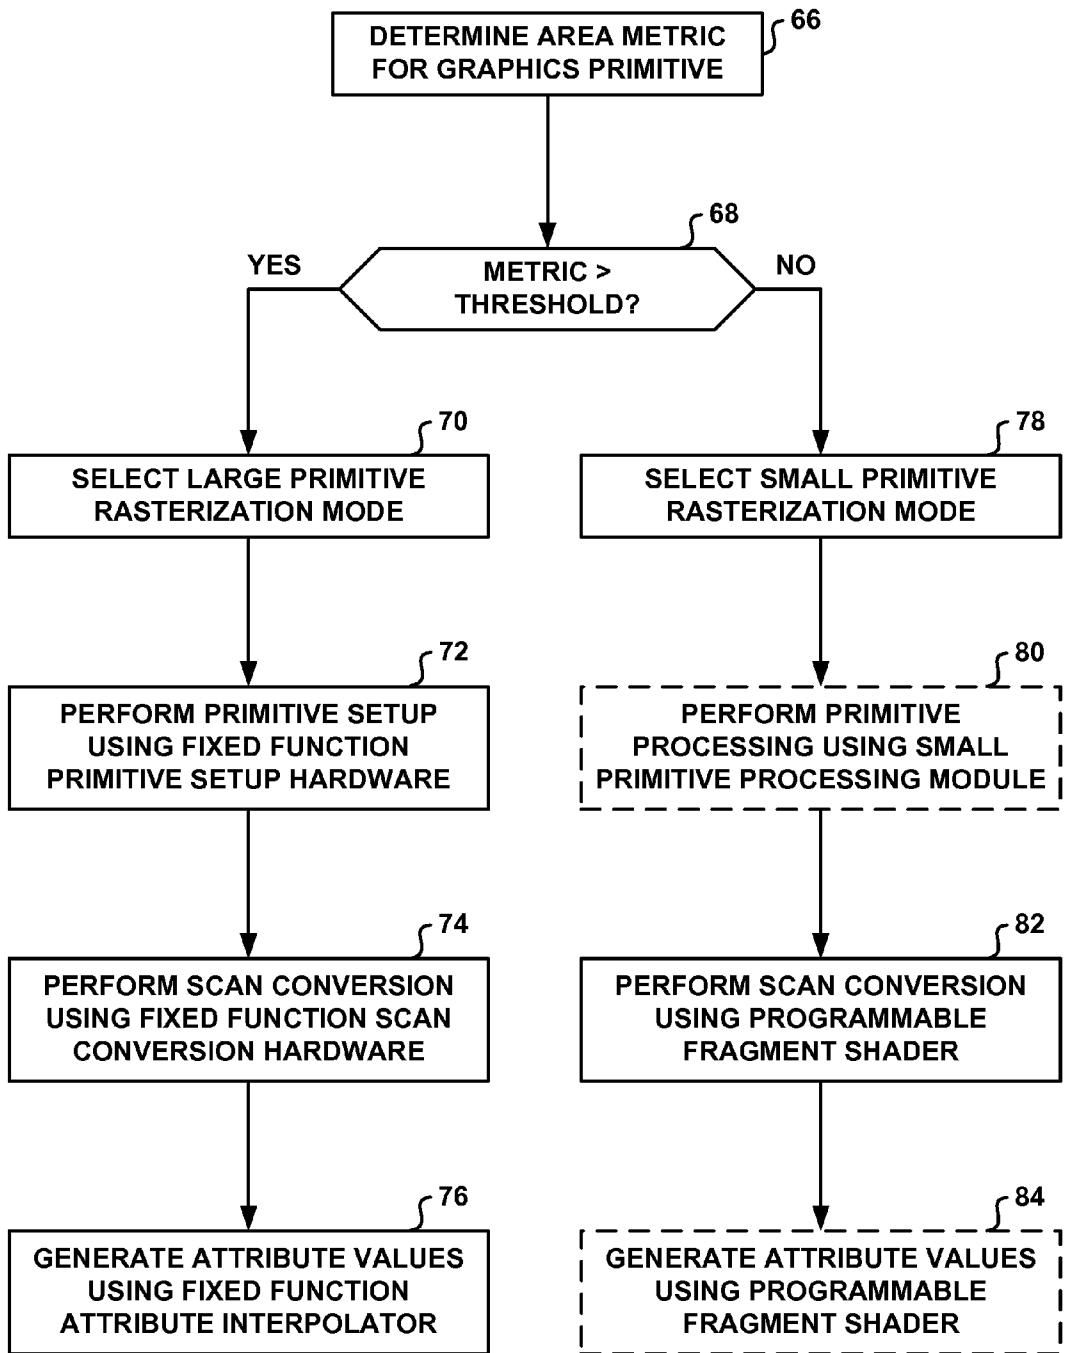 66
DETERMINE AREA METRIC
FOR GRAPHICS PRIMITIVE
68
YES
METRIC >
THRESHOLD?
NO
70
SELECT LARGE PRIMITIVE
RASTERIZATION MODE
78
SELECT SMALL PRIMITIVE
RASTERIZATION MODE
72
PERFORM PRIMITIVE SETUP
USING FIXED FUNCTION
PRIMITIVE SETUP HARDWARE
80
PERFORM PRIMITIVE
PROCESSING USING SMALL
PRIMITIVE PROCESSING MODULE
74
PERFORM SCAN CONVERSION
USING FIXED FUNCTION SCAN
CONVERSION HARDWARE
82
PERFORM SCAN CONVERSION
USING PROGRAMMABLE
FRAGMENT SHADER
76
GENERATE ATTRIBUTE VALUES
USING FIXED FUNCTION
ATTRIBUTE INTERPOLATOR
84
GENERATE ATTRIBUTE VALUES
USING PROGRAMMABLE
FRAGMENT SHADER